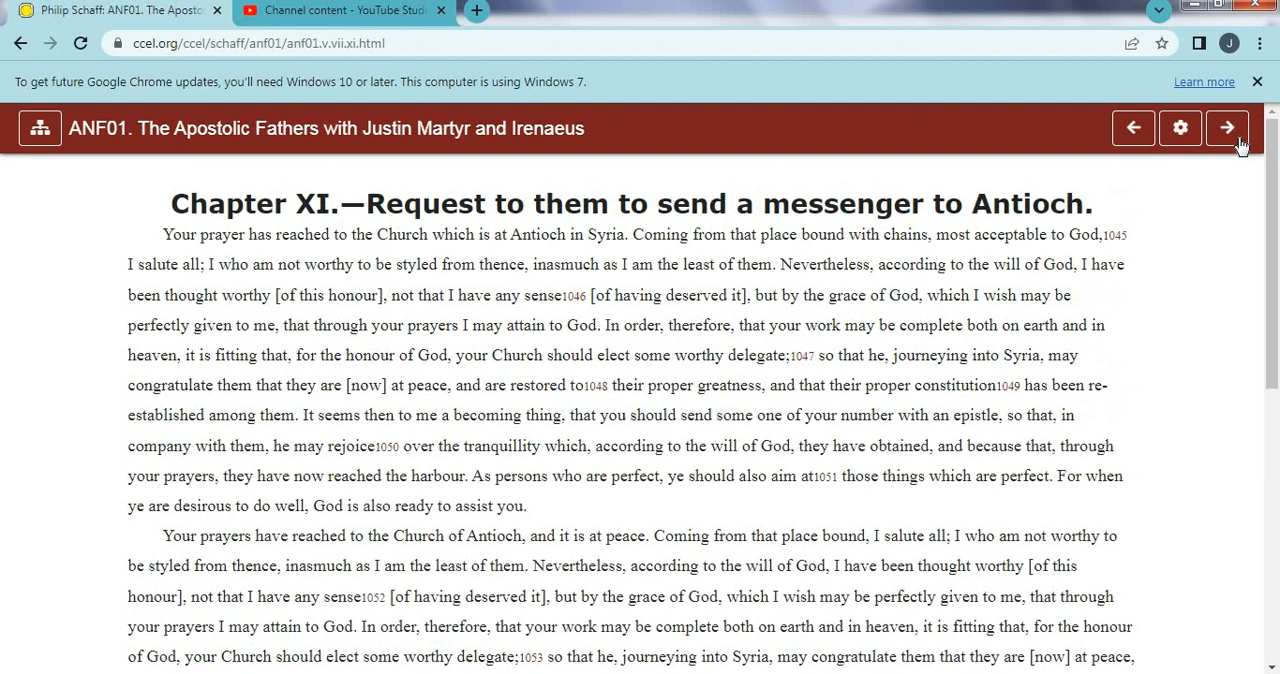 Philip Schaff: ANF01. The Aposto
Channel content - YouTube Studi
ccel.org/ccel/schaff/anf01/anf01.v.vii.xi.html
J
To get future Google Chrome updates, you'll need Windows 10 or later. This computer is using Windows 7.
Learn more
ANF01. The Apostolic Fathers with Justin Martyr and Irenaeus
Chapter XI.—Request to them to send a messenger to Antioch.
Your prayer has reached to the Church which is at Antioch in Syria. Coming from that place bound with chains, most acceptable to God,1045
I salute all; I who am not worthy to be styled from thence, inasmuch as I am the least of them. Nevertheless, according to the will of God, I have
been thought worthy [of this honour], not that I have any sense1046 [of having deserved it], but by the grace of God, which I wish may be
perfectly given to me, that through your prayers I may attain to God. In order, therefore, that your work may be complete both on earth and in
heaven, it is fitting that, for the honour of God, your Church should elect some worthy delegate;1047 so that he, journeying into Syria, may
congratulate them that they are [now] at peace, and are restored to1048 their proper greatness, and that their proper constitution1049 has been re-
established among them. It seems then to me a becoming thing, that you should send some one of your number with an epistle, so that, in
company with them, he may rejoice1050 over the tranquillity which, according to the will of God, they have obtained, and because that, through
your prayers, they have now reached the harbour. As persons who are perfect, ye should also aim at1051 those things which are perfect. For when
ye are desirous to do well, God is also ready to assist you.
Your prayers have reached to the Church of Antioch, and it is at peace. Coming from that place bound, I salute all; I who am not worthy to
be styled from thence, inasmuch as I am the least of them. Nevertheless, according to the will of God, I have been thought worthy [of this
honour], not that I have any sense1052 [of having deserved it], but by the grace of God, which I wish may be perfectly given to me, that through
your prayers I may attain to God. In order, therefore, that your work may be complete both on earth and in heaven, it is fitting that, for the honour
of God, your Church should elect some worthy delegate;1053 so that he, journeying into Syria, may congratulate them that they are [now] at peace,